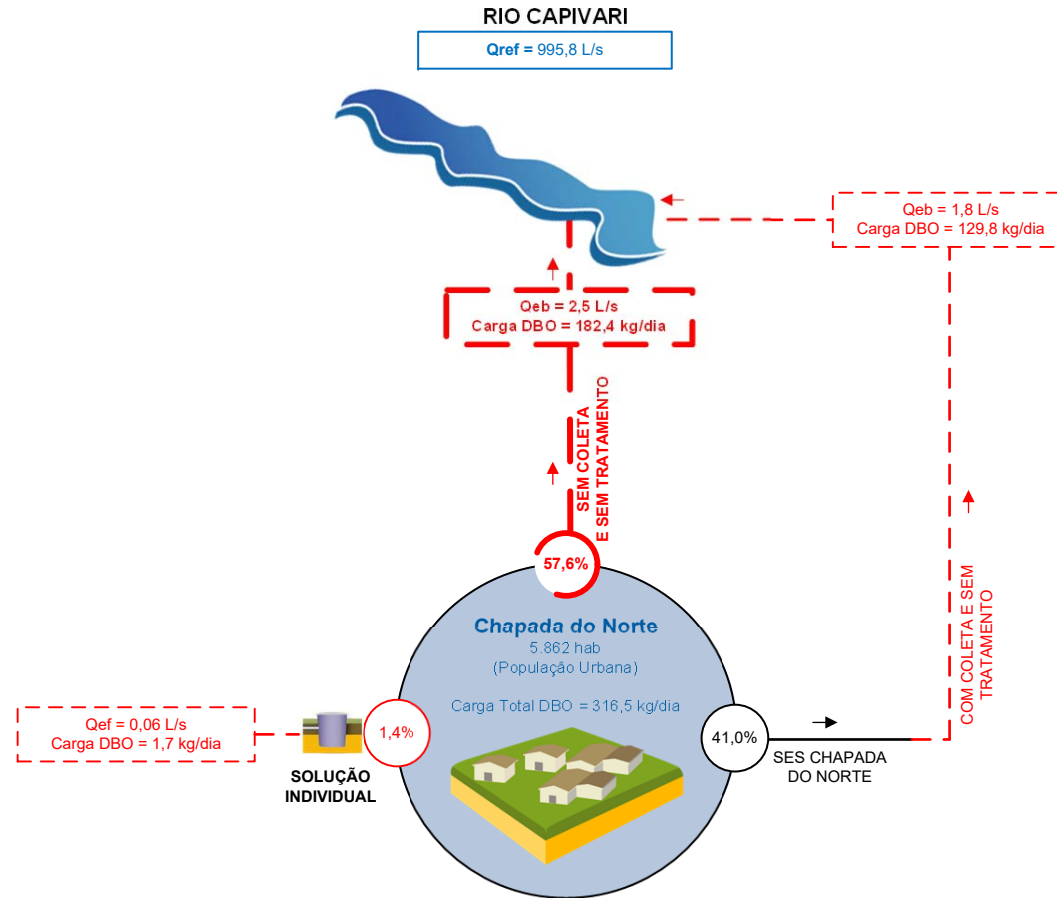 RIO CAPIVARI
Qref = 995,8 L/s
Qeb = 1,8 L/s
Carga DBO = 129,8 kg/dia
Qeb = 2,5 L/s
Carga DBO = 182,4 kg/dia
SEM COLETA
E SEM TRATAMENTO
COM COLETA E SEM
TRATAMENTO
57,6%
Chapada do Norte
5.862 hab
(População Urbana)
Carga Total DBO = 316,5 kg/dia
Qef = 0,06 L/s
Carga DBO = 1,7 kg/dia
1,4%
SOLUÇÃO
INDIVIDUAL
41,0%
SES CHAPADA
DO NORTE